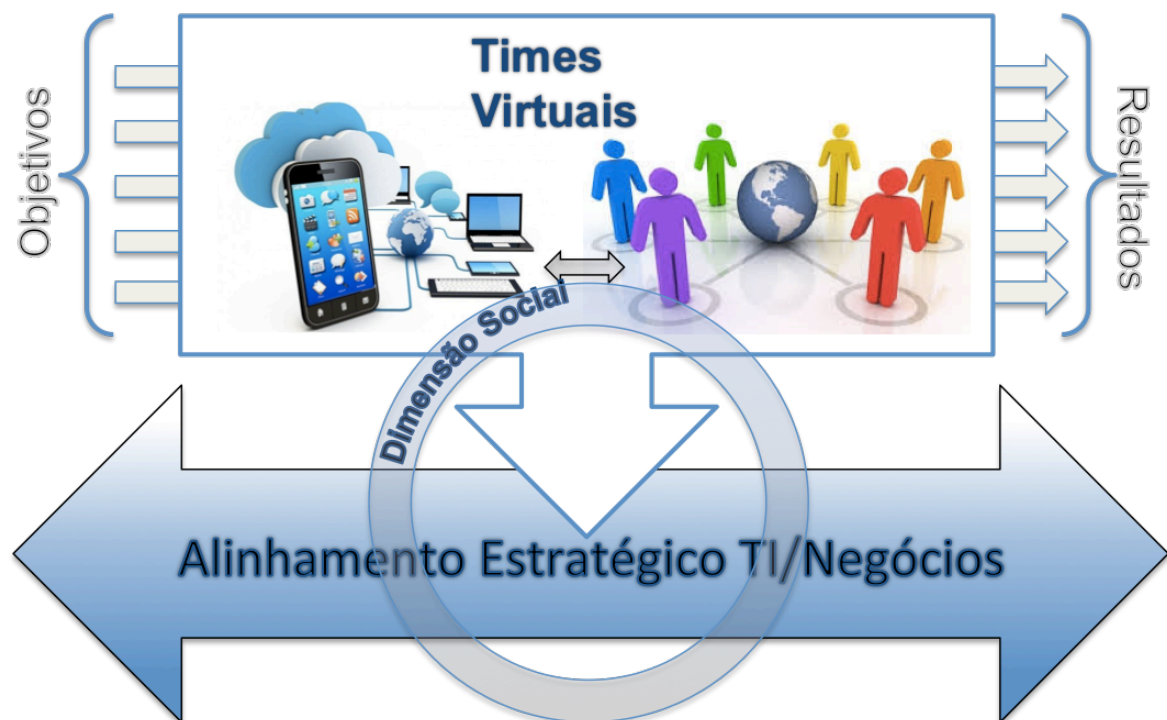 Times
Virtuais
Objetivos
Resultados
Dimensão Social
Alinhamento Estratégico TI/Negócios